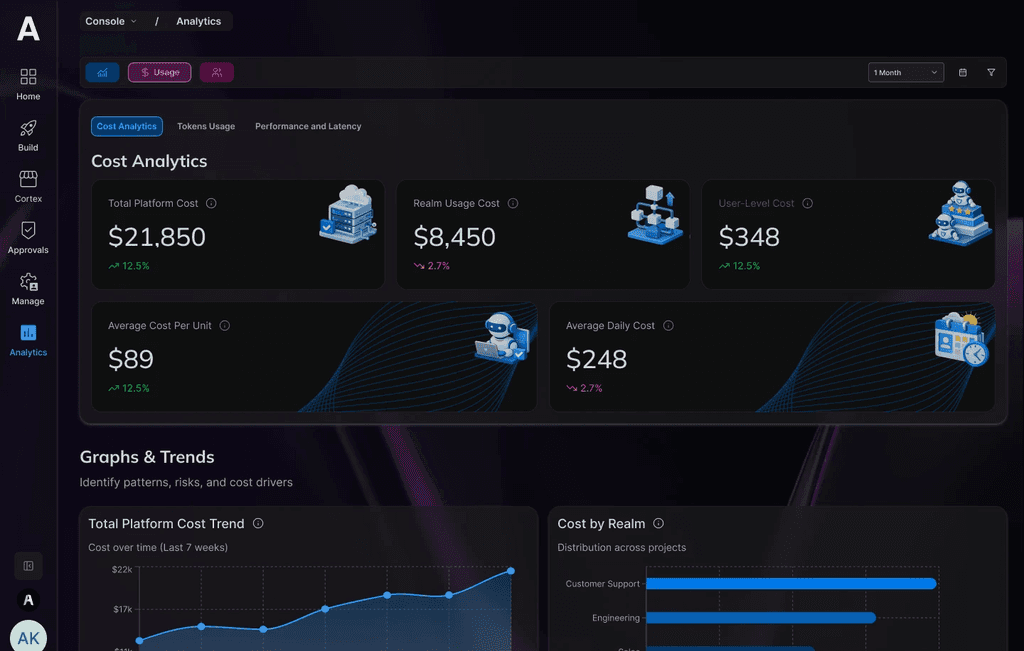 A
Console / Analytics
Home
Build
Cortex
Approvals
Manage
Analytics
$ Usage
1 Month
Cost Analytics Tokens Usage Performance and Latency
Cost Analytics
Total Platform Cost
$21,850
12.5%
Realm Usage Cost
$8,450
2.7%
User-Level Cost
$348
12.5%
Average Cost Per Unit
$89
12.5%
Average Daily Cost
$248
2.7%
Graphs & Trends
Identify patterns, risks, and cost drivers
Total Platform Cost Trend
Cost over time (Last 7 weeks)
$22k
$17k
Cost by Realm
Distribution across projects
Customer Support
Engineering
A
AK